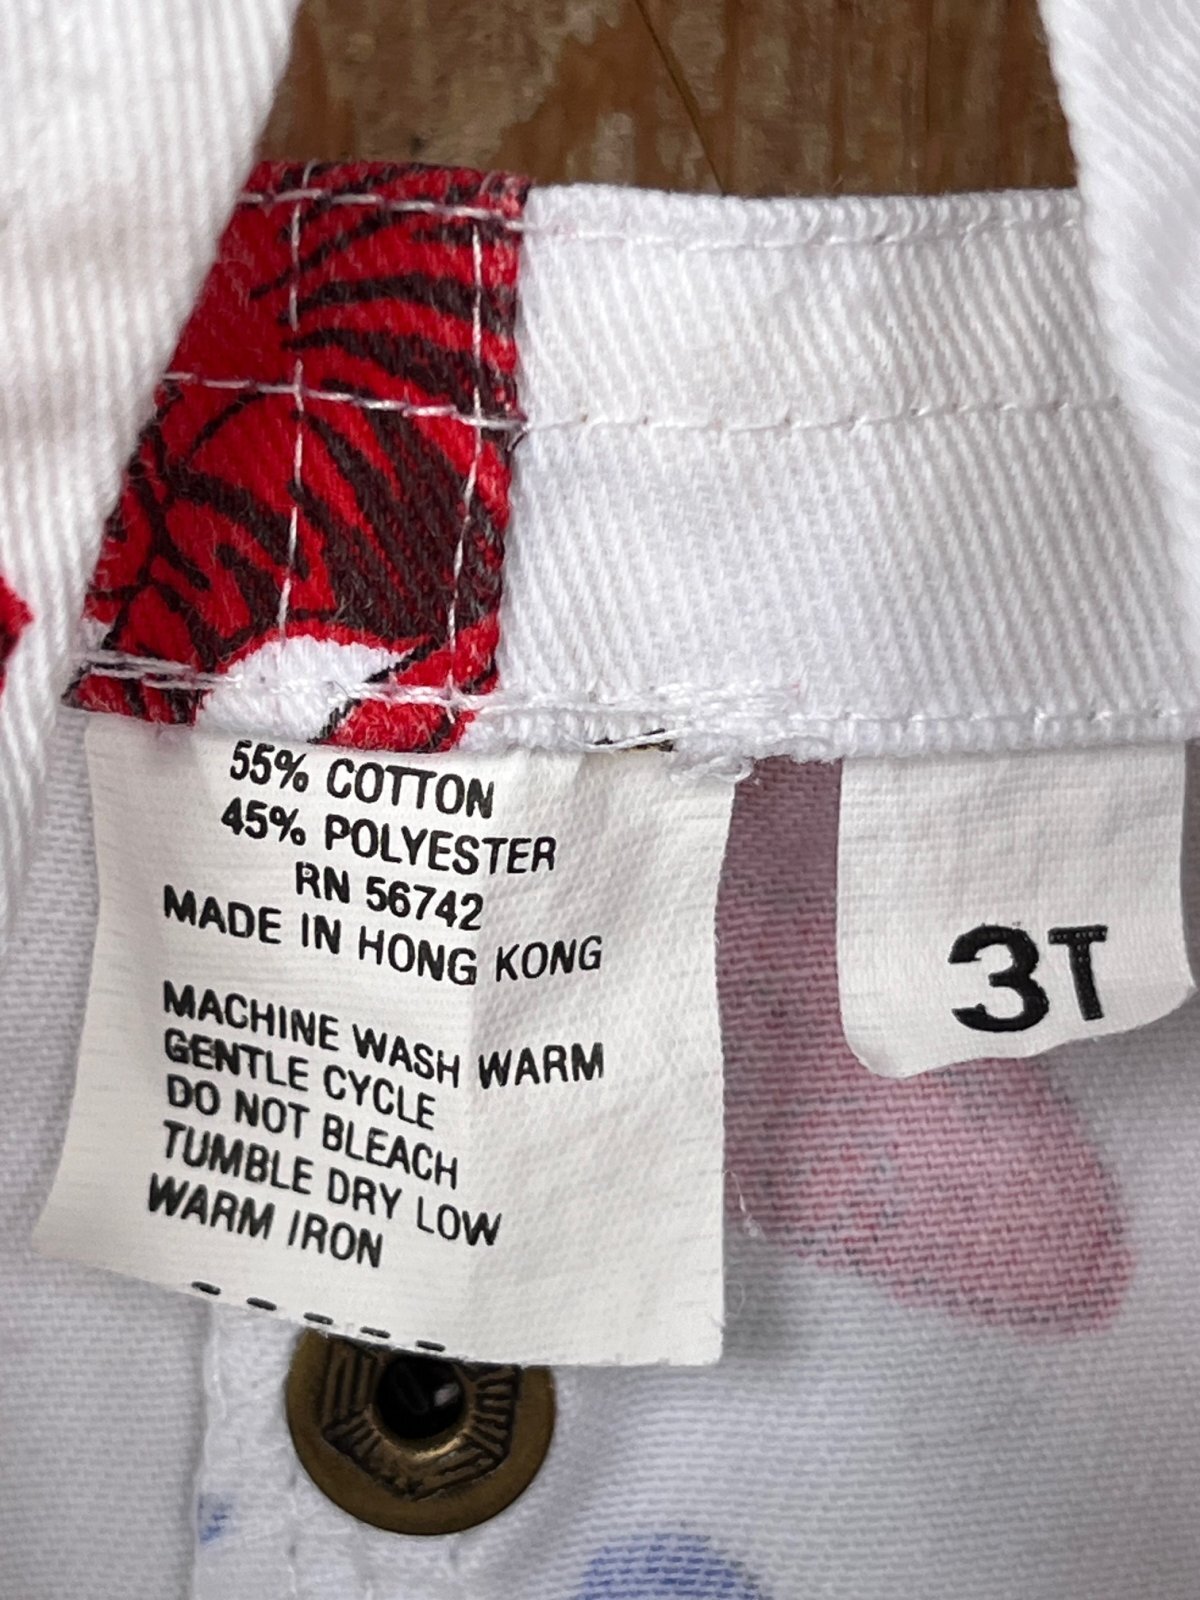 55% COTTON
45% POLYESTER
RN 56742
MADE IN HONG KONG
MACHINE WASH WARM
GENTLE CYCLE
DO NOT BLEACH
TUMBLE DRY LOW
WARM IRON
3T